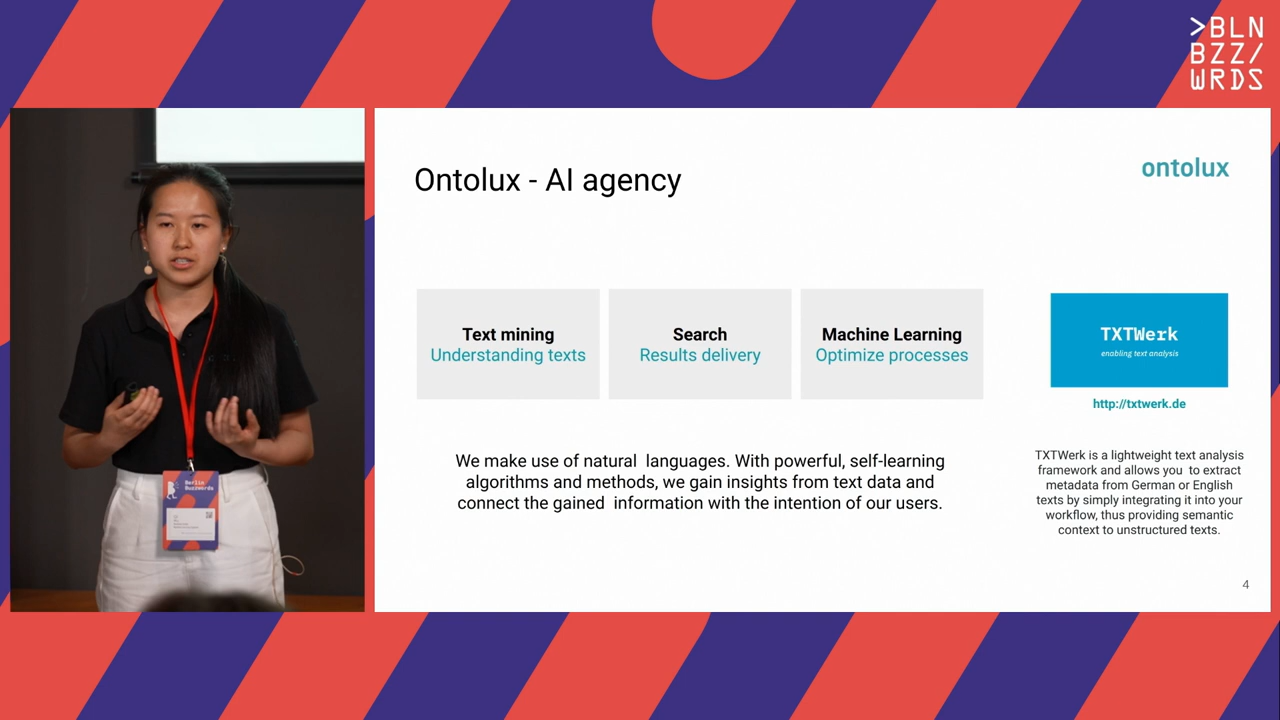 >BLN
BZZ/
WRDS
Ontolux - AI agency
ontolux
Text mining
Understanding texts
Search
Results delivery
Machine Learning
Optimize processes
TXTWerk
enabling text analysis
http://txtwerk.de
We make use of natural languages. With powerful, self-learning
algorithms and methods, we gain insights from text data and
connect the gained information with the intention of our users.
TXTWerk is a lightweight text analysis
framework and allows you to extract
metadata from German or English
texts by simply integrating it into your
workflow, thus providing semantic
context to unstructured texts.
4
Berlin
Buzzwords